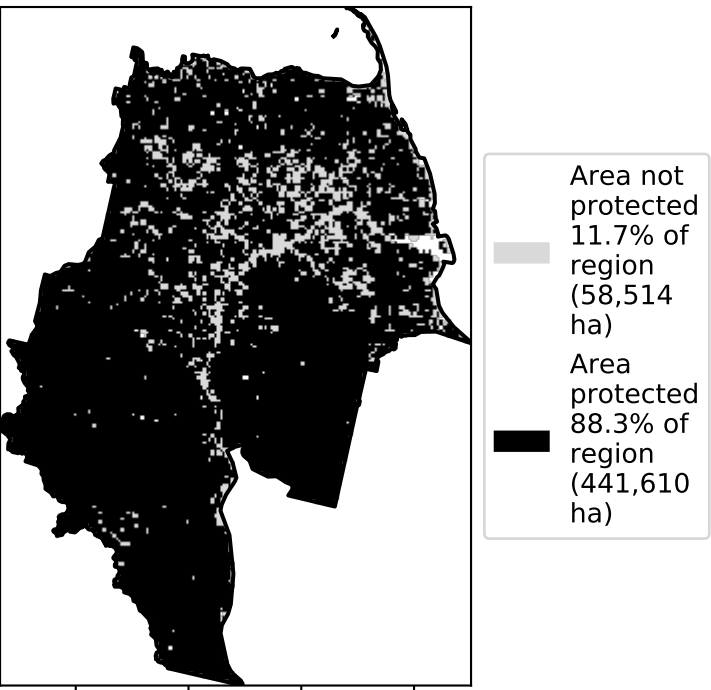 Area not
protected
11.7% of
region
(58,514
ha)
Area
protected
88.3% of
region
(441,610
ha)